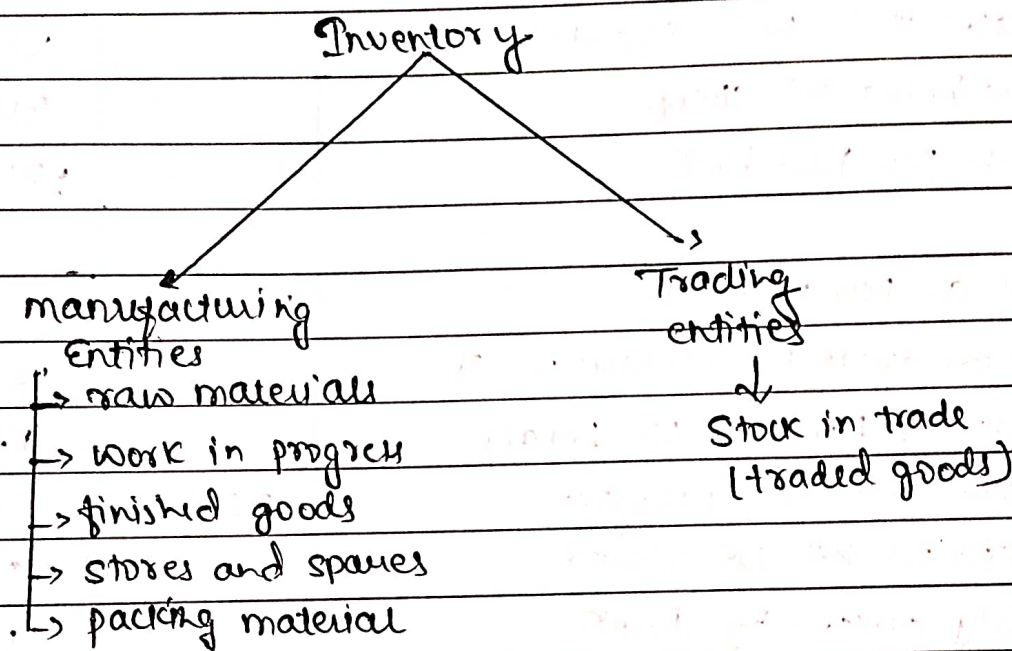 Inventory
manufacturing
Entities
raw materials
work in progress
finished goods
stores and spares
packing material
Trading
entities
Stock in trade
(traded goods)